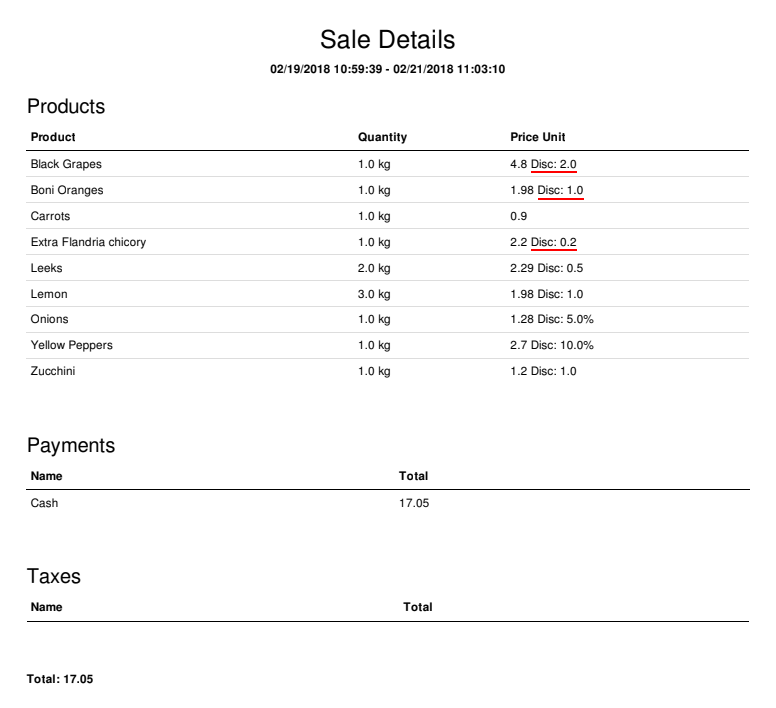 Sale Details
02/19/2018 10:59:39 - 02/21/2018 11:03:10
Products
Product Quantity Price Unit
Black Grapes 1.0 kg 4.8 Disc: 2.0
Boni Oranges 1.0 kg 1.98 Disc: 1.0
Carrots 1.0 kg 0.9
Extra Flandria chicory 1.0 kg 2.2 Disc: 0.2
Leeks 2.0 kg 2.29 Disc: 0.5
Lemon 3.0 kg 1.98 Disc: 1.0
Onions 1.0 kg 1.28 Disc: 5.0%
Yellow Peppers 1.0 kg 2.7 Disc: 10.0%
Zucchini 1.0 kg 1.2 Disc: 1.0
Payments
Name Total
Cash 17.05
Taxes
Name Total
Total: 17.05